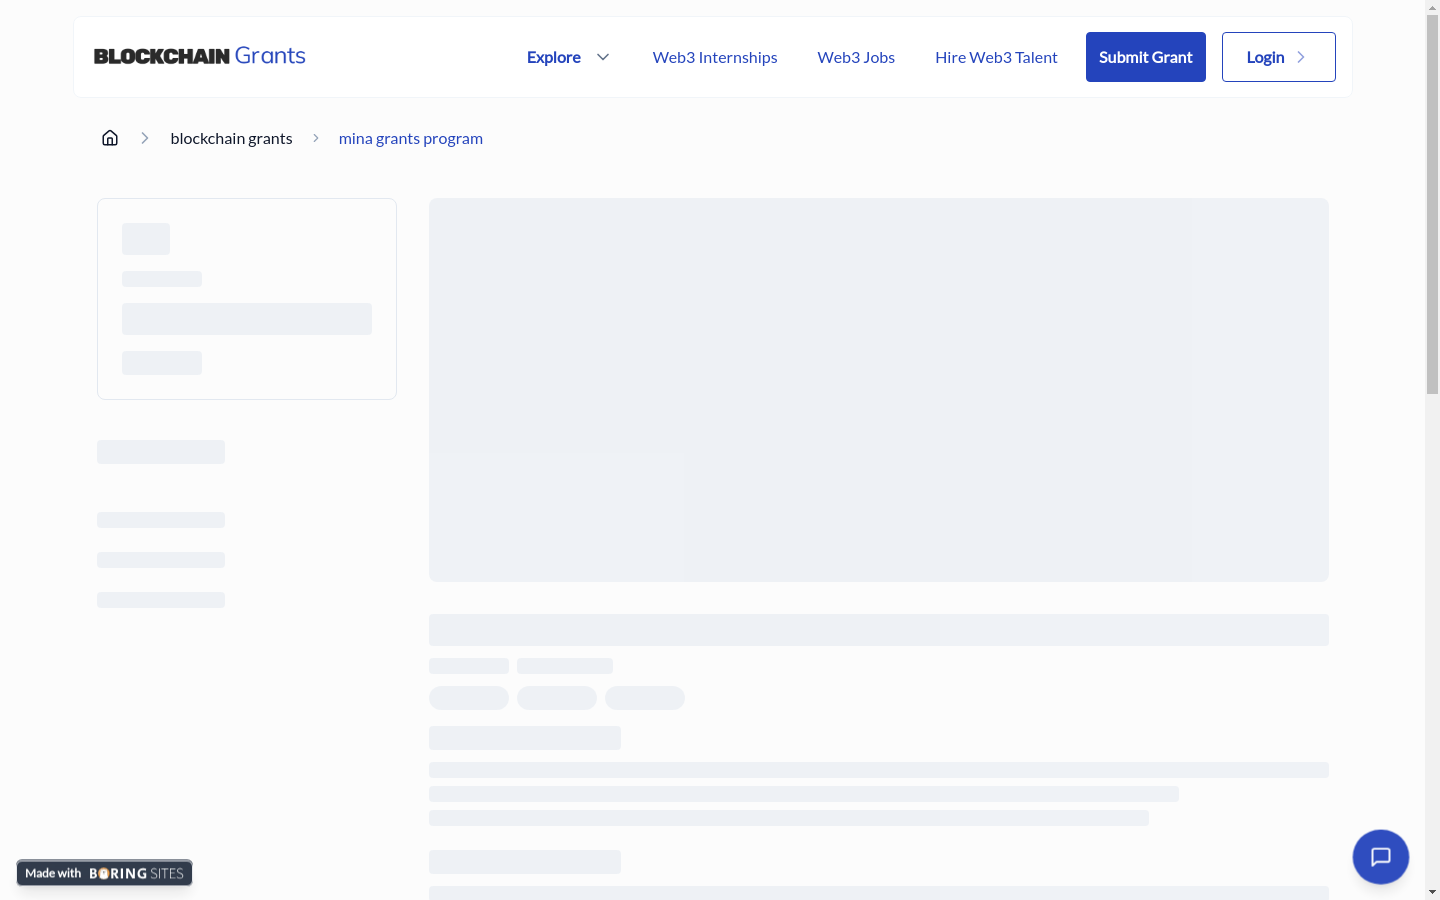 BLOCKCHAIN Grants
Explore
Web3 Internships
Web3 Jobs
Hire Web3 Talent
Submit Grant
Login
blockchain grants
mina grants program
Made with BORING SITES